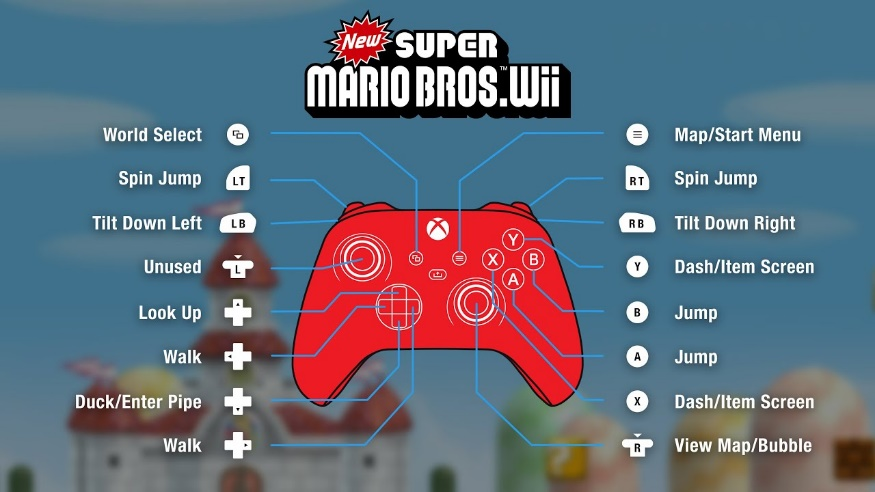 New SUPER
MARIO BROS.Wii
TM
World Select
Map/Start Menu
Spin Jump LT
RT Spin Jump
Tilt Down Left LB
RB Tilt Down Right
Unused L
Y Dash/Item Screen
Look Up
B Jump
Walk
A Jump
Duck/Enter Pipe
X Dash/Item Screen
Walk
R View Map/Bubble
Y
X
B
A